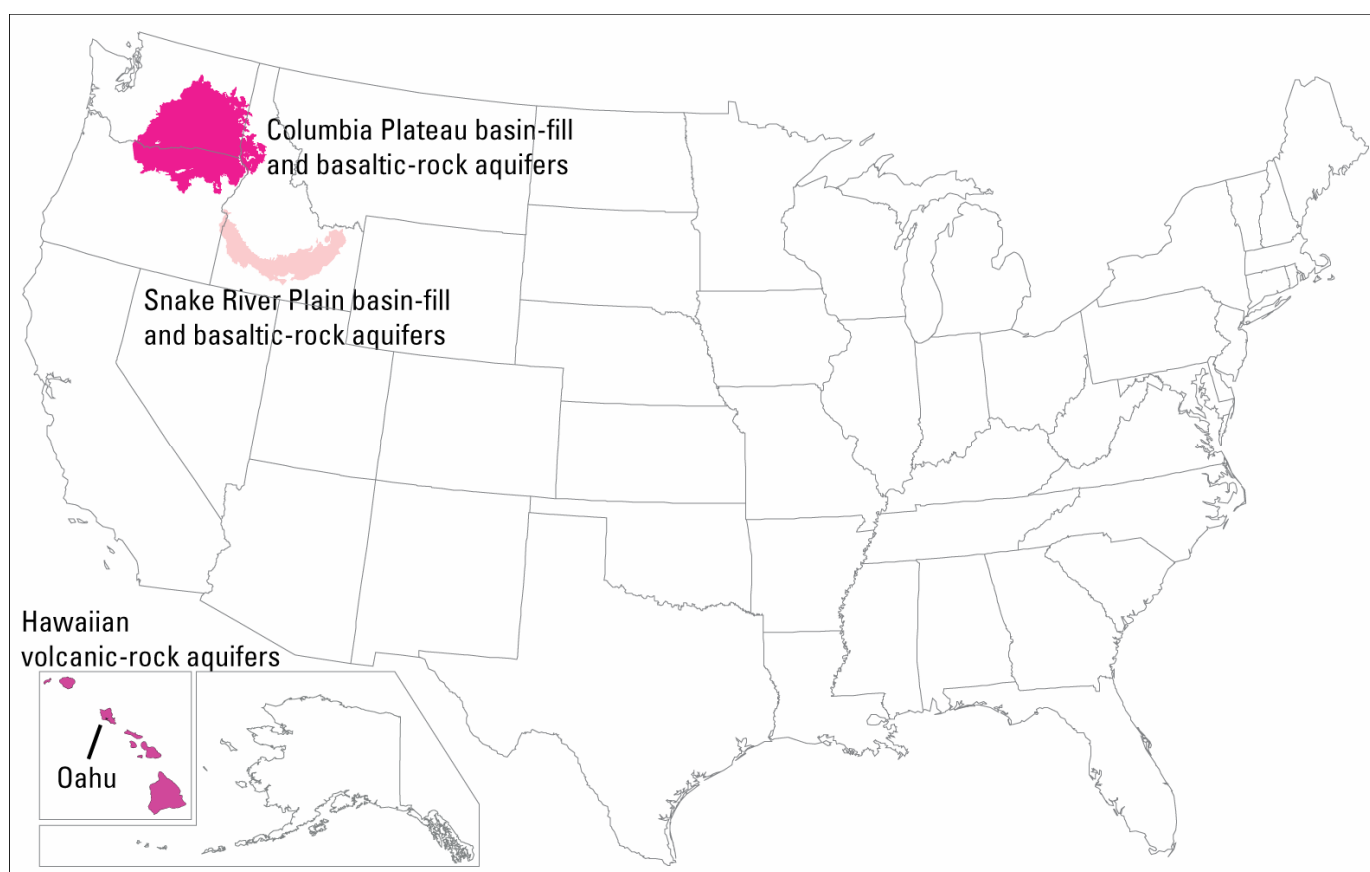 Columbia Plateau basin-fill
and basaltic-rock aquifers
Snake River Plain basin-fill
and basaltic-rock aquifers
Hawaiian
volcanic-rock aquifers
Oahu